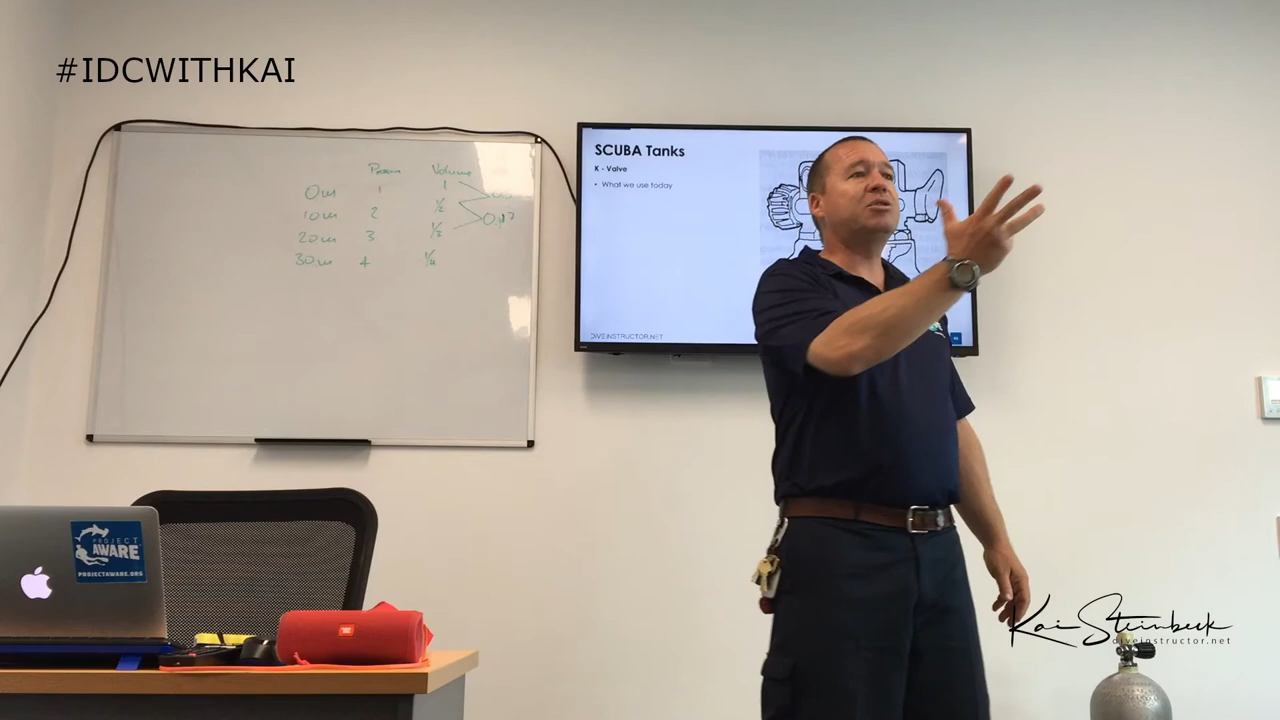 #IDCWITHKAI
Volume
0m 1 1
10m 2 1/2
20m 3 1/3
30m 4 1/4
SCUBA Tanks
K - Valve
• What we use today
DIVEINSTRUCTOR.NET
PROJECT
AWARE
PROJECTAWARE.ORG
JBL
Kai Steinbeck
diveinstructor.net